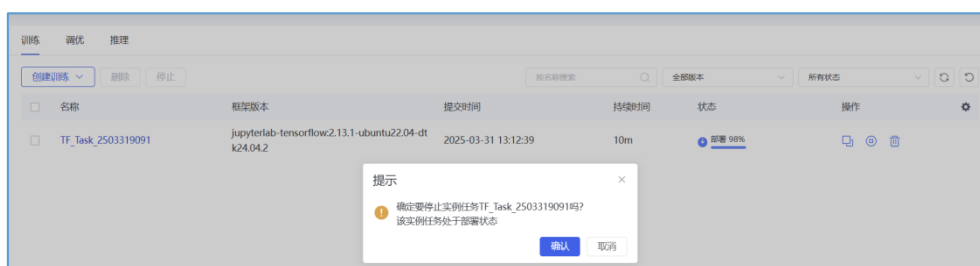 训练 调优 推理
创建训练 删除 停止 按名称搜索 全部版本 所有状态
名称 框架版本 提交时间 持续时间 状态 操作
TF_Task_2503319091 jupyterlab-tensorflow:2.13.1-ubuntu22.04-dt 2025-03-31 13:12:39 10m 部署 98%
k24.04.2
提示
确定要停止实例任务TF_Task_2503319091吗?
该实例任务处于部署状态
确认 取消